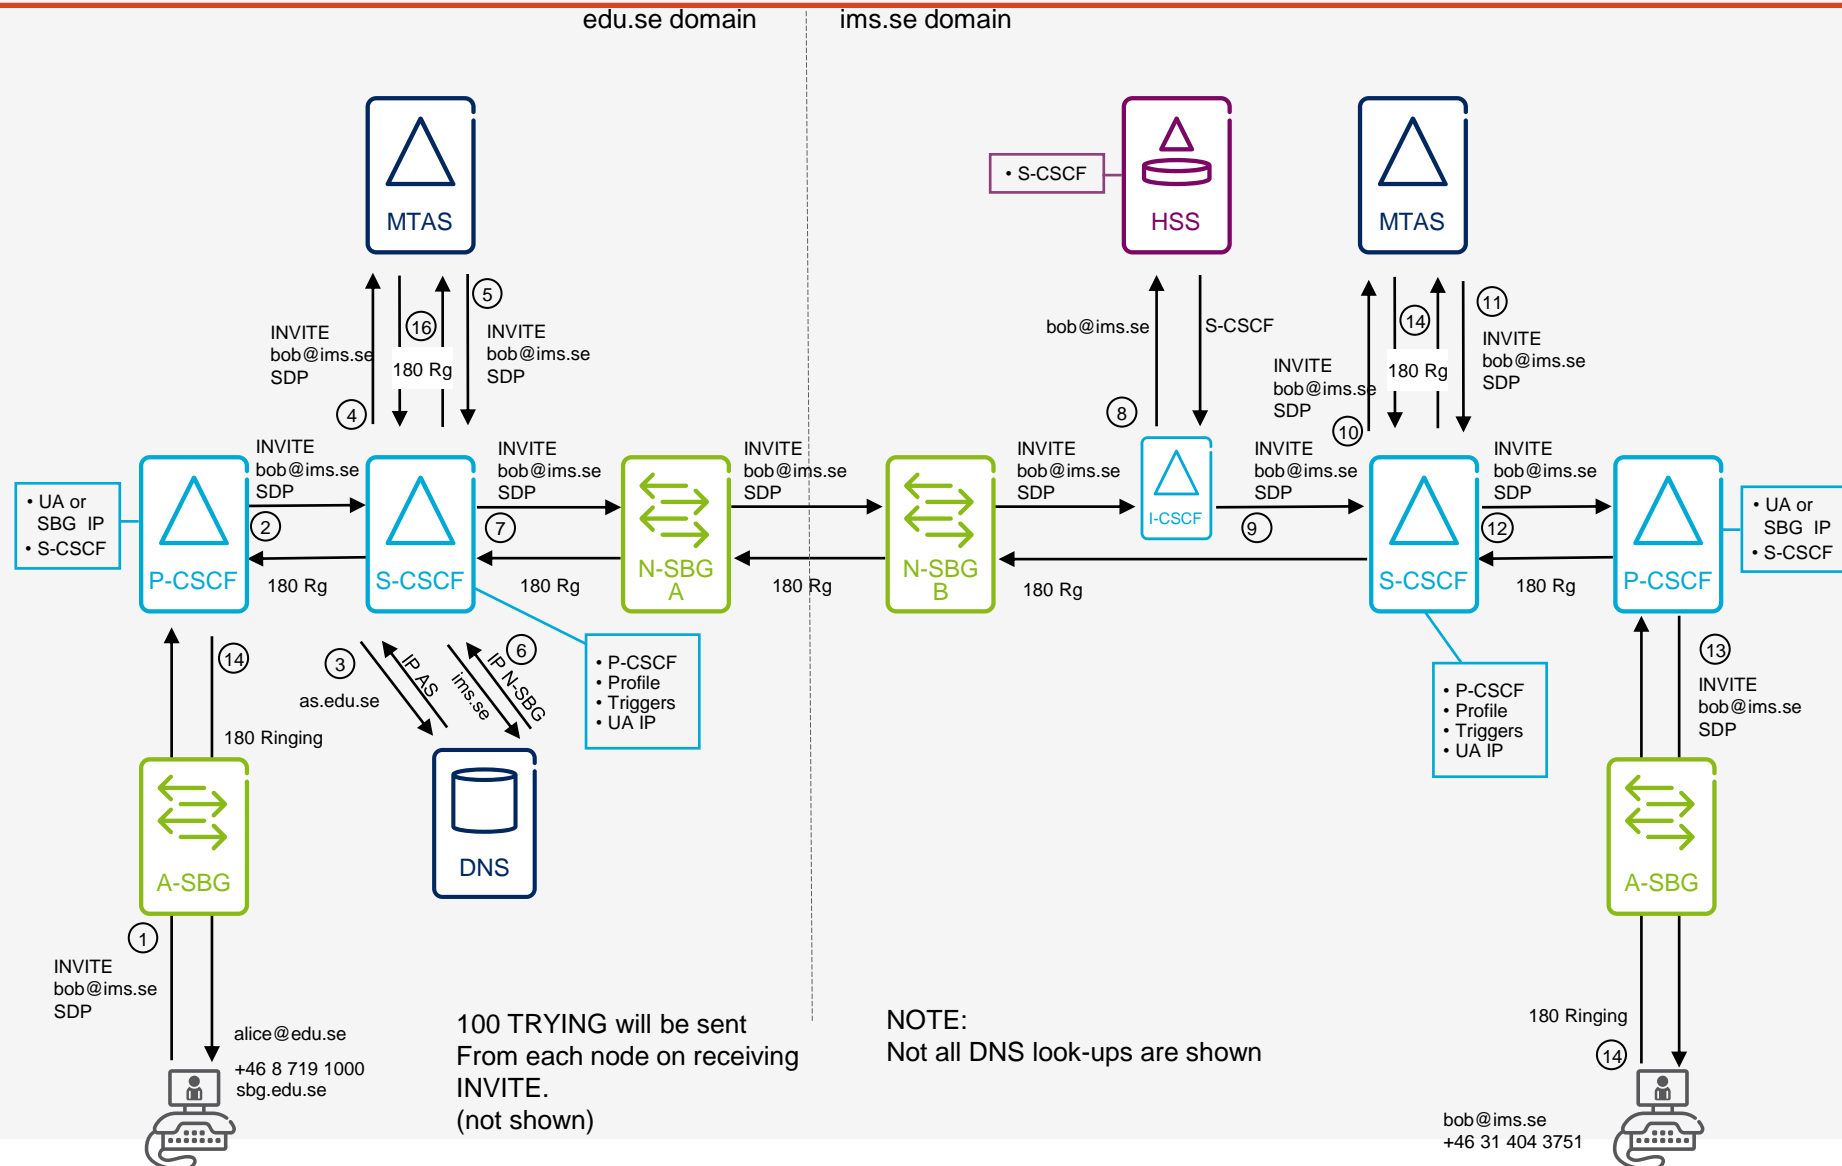 edu.se domain
ims.se domain
MTAS
• S-CSCF
HSS
MTAS
5
INVITE
bob@ims.se
SDP
16
180 Rg
INVITE
bob@ims.se
SDP
4
bob@ims.se
S-CSCF
8
INVITE
bob@ims.se
SDP
10
14
180 Rg
11
INVITE
bob@ims.se
SDP
• UA or
SBG IP
• S-CSCF
P-CSCF
INVITE
bob@ims.se
SDP
2
180 Rg
S-CSCF
INVITE
bob@ims.se
SDP
7
180 Rg
N-SBG
A
INVITE
bob@ims.se
SDP
180 Rg
N-SBG
B
INVITE
bob@ims.se
SDP
180 Rg
I-CSCF
INVITE
bob@ims.se
SDP
9
S-CSCF
INVITE
bob@ims.se
SDP
12
180 Rg
P-CSCF
• UA or
SBG IP
• S-CSCF
14
180 Ringing
3
as.edu.se
IP AS
ims.se
IP N-SBG
6
• P-CSCF
• Profile
• Triggers
• UA IP
• P-CSCF
• Profile
• Triggers
• UA IP
13
INVITE
bob@ims.se
SDP
A-SBG
DNS
A-SBG
1
INVITE
bob@ims.se
SDP
alice@edu.se
+46 8 719 1000
sbg.edu.se
100 TRYING will be sent
From each node on receiving
INVITE.
(not shown)
NOTE:
Not all DNS look-ups are shown
180 Ringing
14
bob@ims.se
+46 31 404 3751